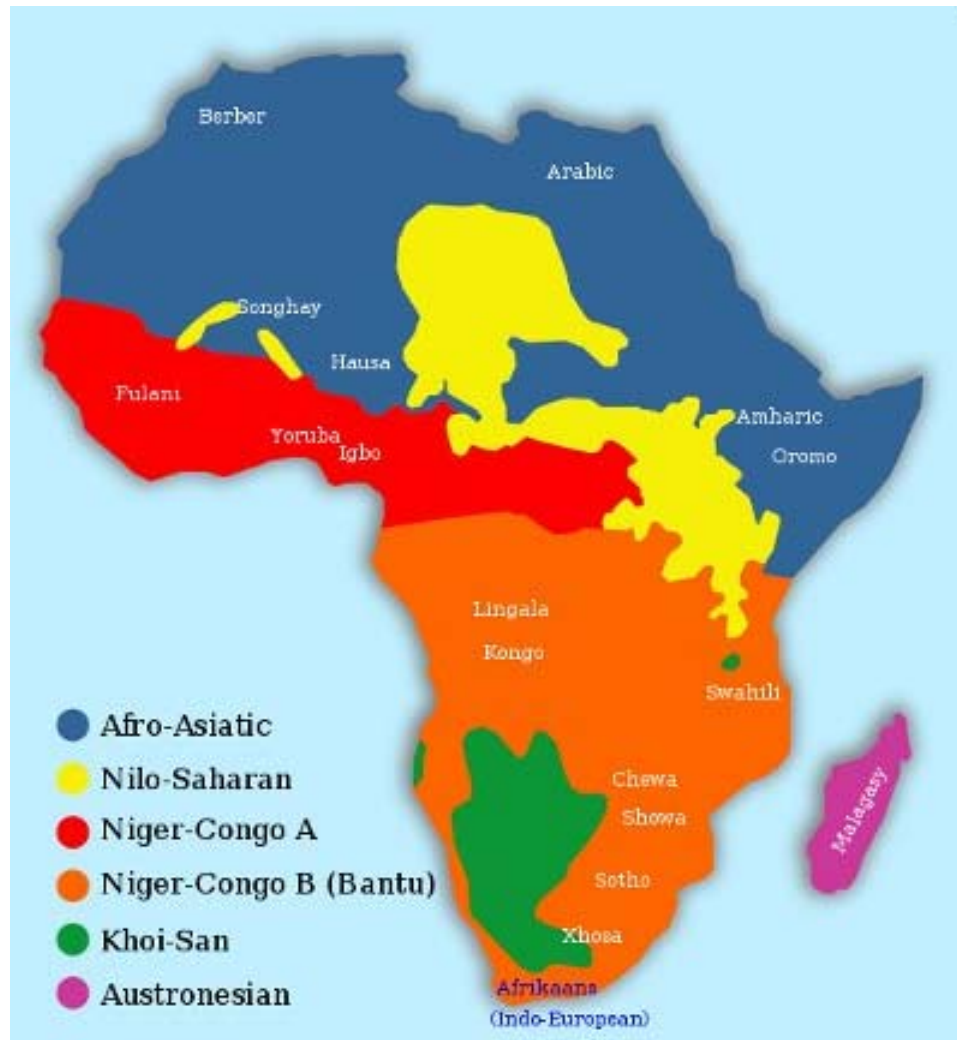 Berber
Arabic
Songhay
Hausa
Fulani
Amharic
Yoruba
Igbo
Oromo
Lingala
Kongo
Swahili
Afro-Asiatic
Nilo-Saharan
Chewa
Malagasy
Showa
Niger-Congo A
Niger-Congo B (Bantu)
Sotho
Khoi-San
Xhosa
Austronesian
Afrikaans
(Indo-European)